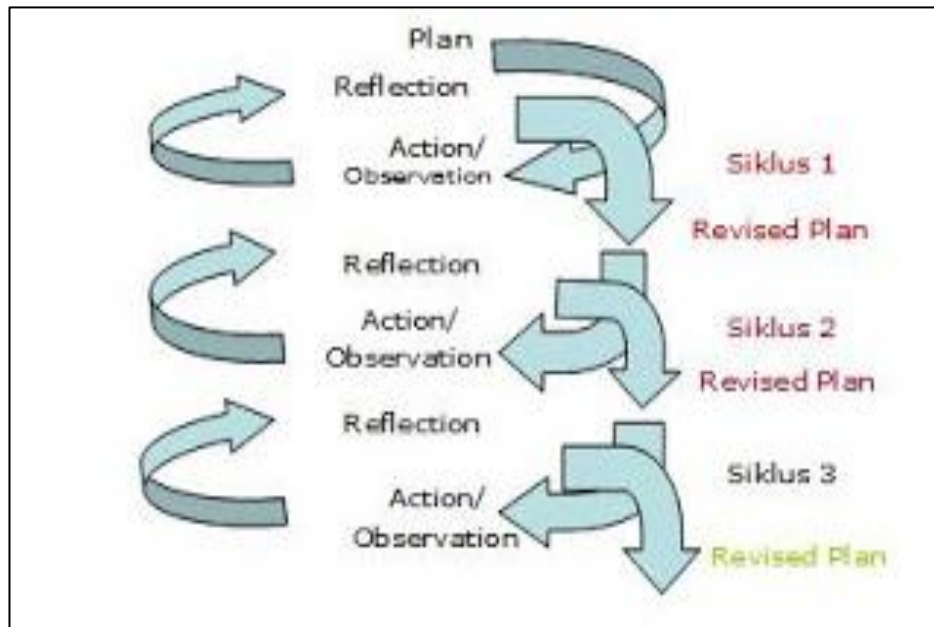 Plan
Reflection
Action/
Observation
Siklus 1
Revised Plan
Reflection
Action/
Observation
Siklus 2
Revised Plan
Reflection
Action/
Observation
Siklus 3
Revised Plan